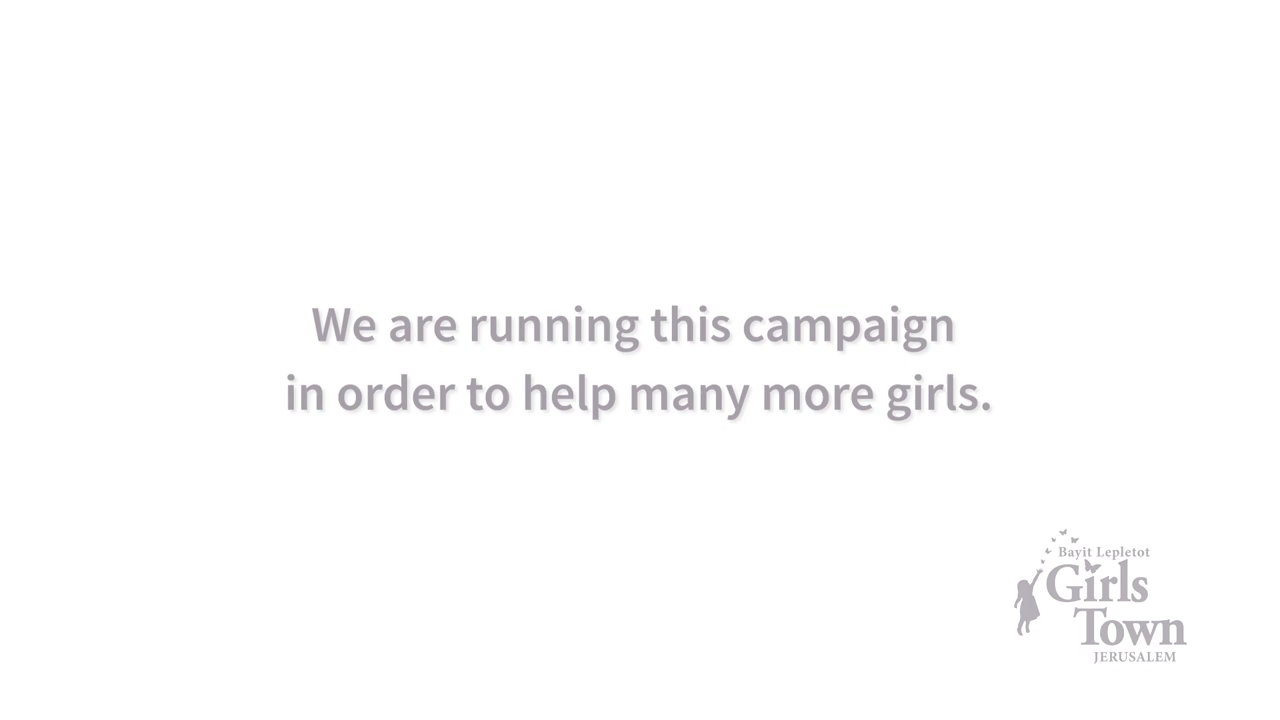 We are running this campaign
in order to help many more girls.
Bayit Lepletot
Girls
Town
JERUSALEM